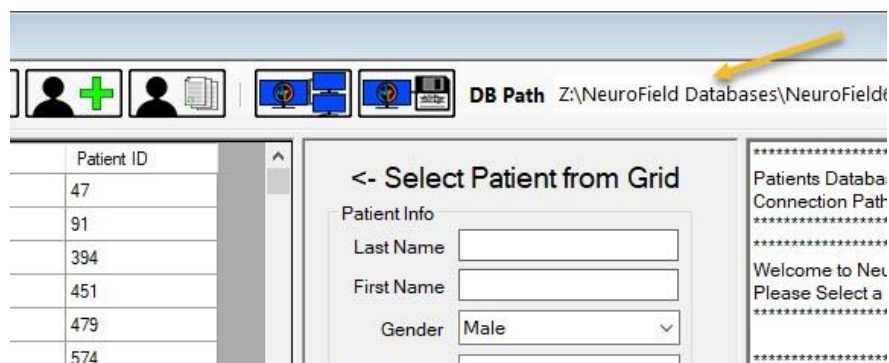 DB Path Z:\NeuroField Databases\NeuroField6
Patient ID
47
91
394
451
479
574
<- Select Patient from Grid
Patient Info
Last Name
First Name
Gender Male
********************
Patients Databa
Connection Path
********************
********************
Welcome to Neu
Please Select a
********************
********************